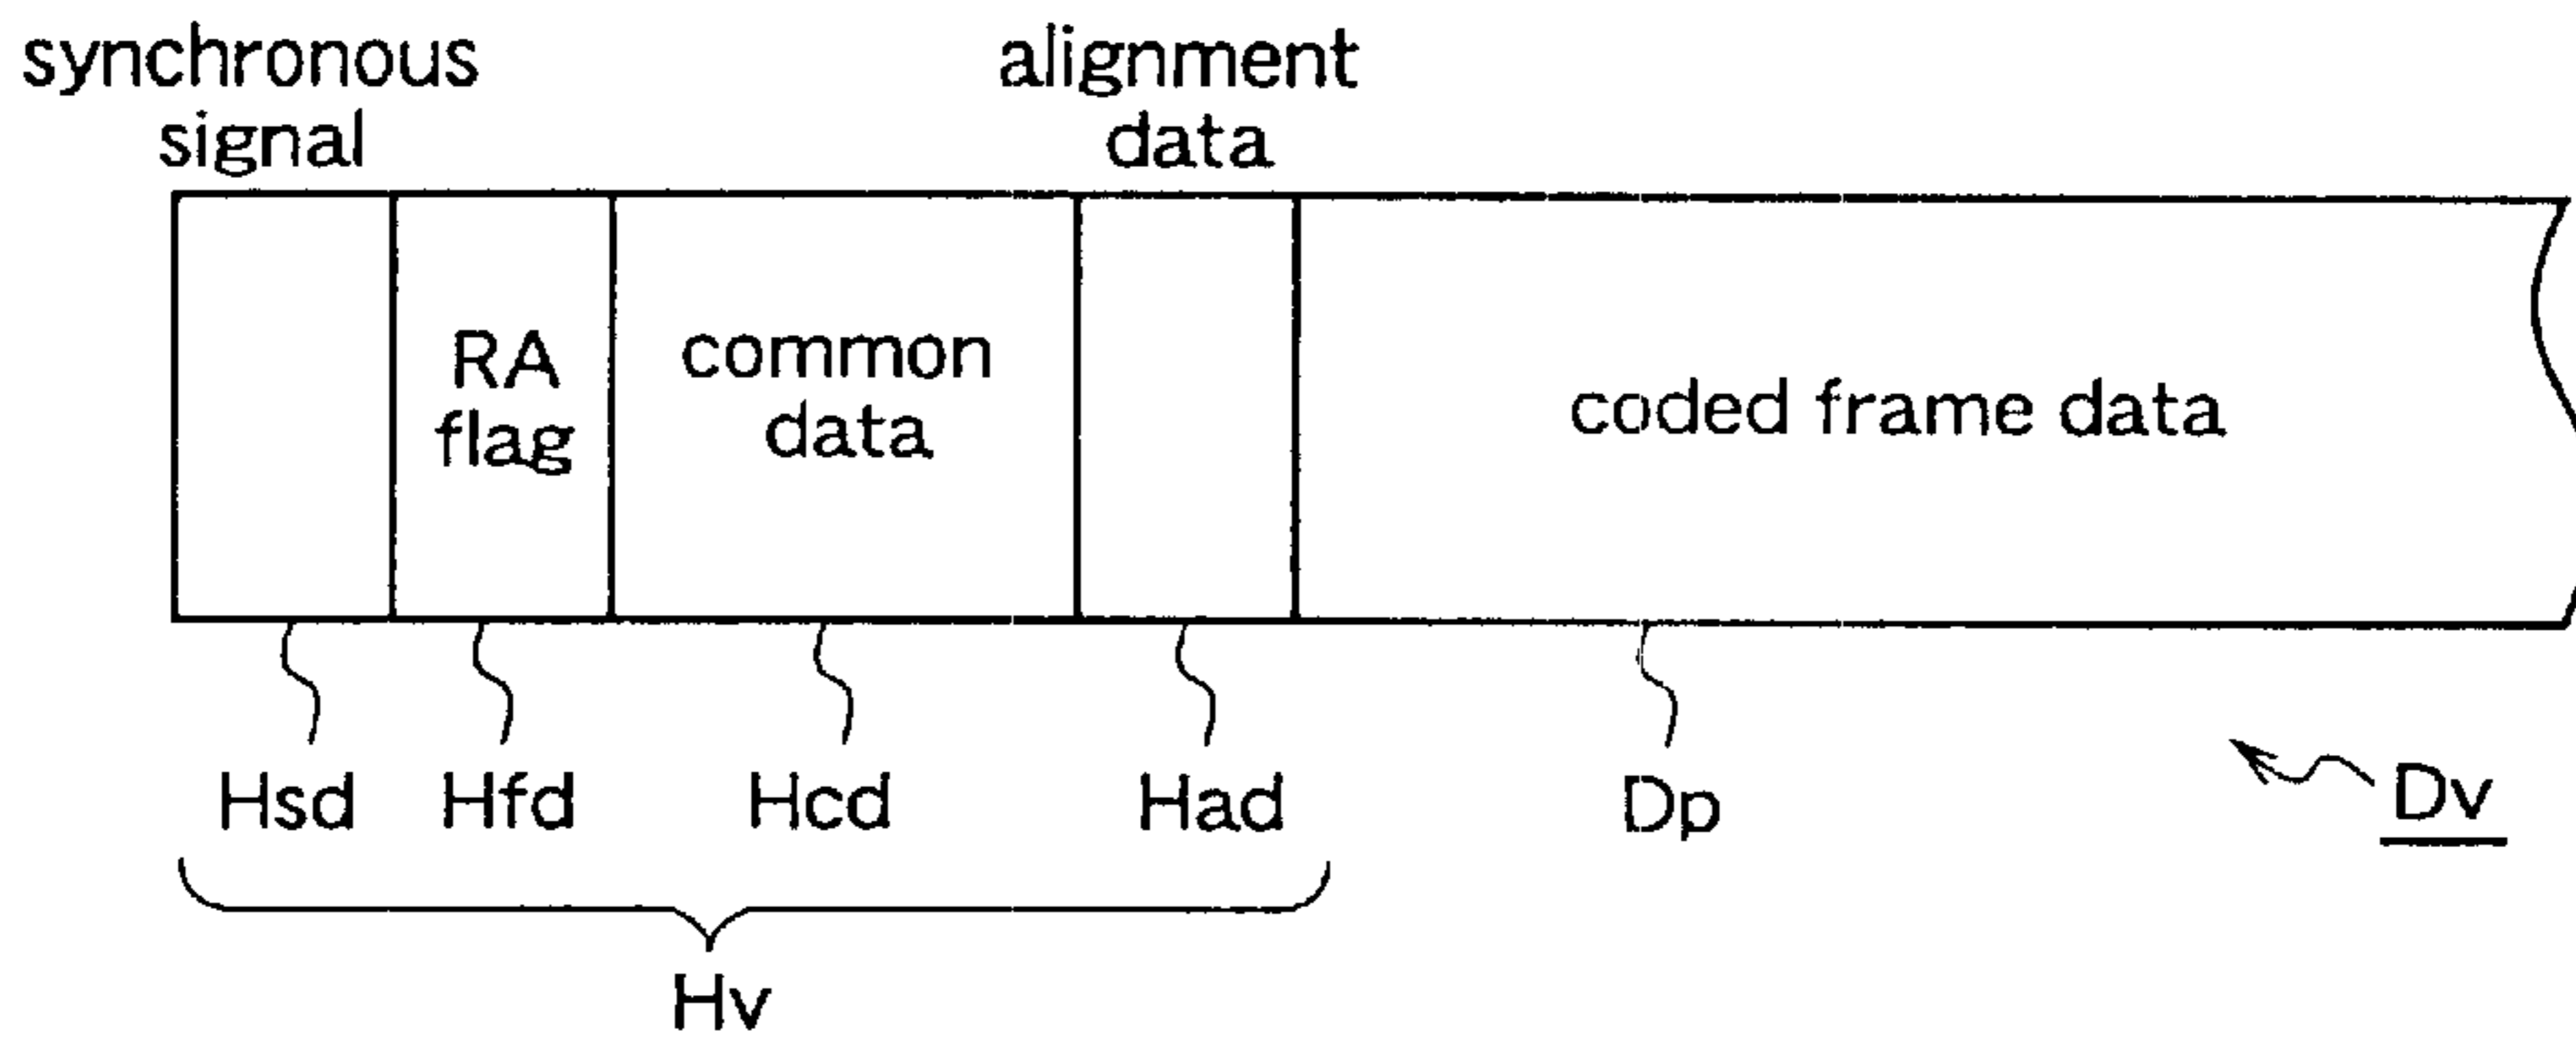 synchronous
signal
alignment
data
RA
flag
common
data
coded frame data
Hsd
Hfd
Hcd
Had
Dp
Dv
Hv